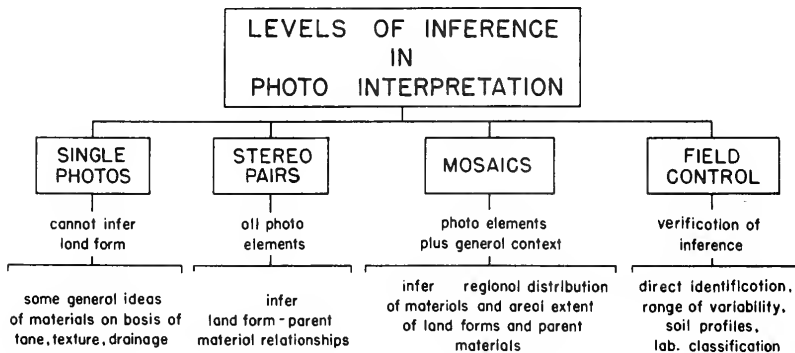 LEVELS OF INFERENCE
IN
PHOTO INTERPRETATION
SINGLE
PHOTOS
cannot infer
land form
some general ideas
of materials on basis of
tone, texture, drainage
STEREO
PAIRS
all photo
elements
infer
land form - parent
material relationships
MOSAICS
photo elements
plus general context
infer regional distribution
of materials and areal extent
of land forms and parent
materials
FIELD
CONTROL
verification of
inference
direct identification,
range of variability,
soil profiles,
lab. classification